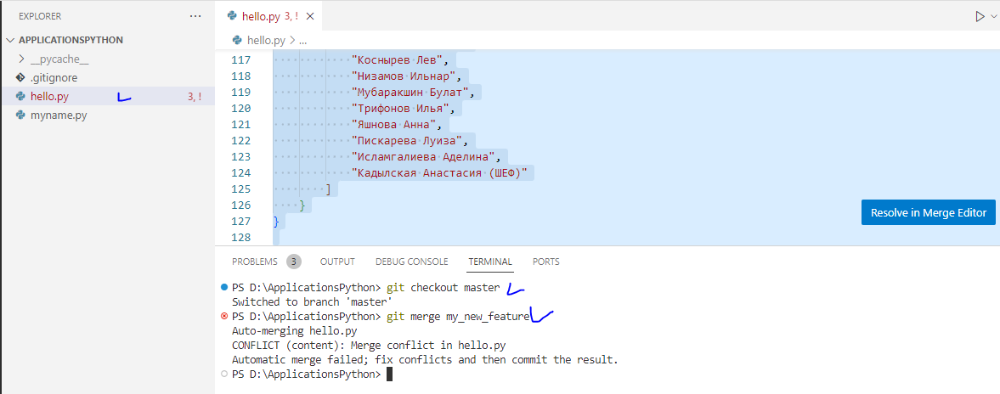 EXPLORER ...
hello.py 3, !
APPLICATIONSPYTHON
hello.py > ...
__pycache__
.gitignore
hello.py 3, !
myname.py
117 "Коснырев Лев",
118 "Низамов Ильнар",
119 "Мубаракшин Булат",
120 "Трифонов Илья",
121 "Яшнова Анна",
122 "Пискарева Луиза",
123 "Исламгалиева Аделина",
124 "Кадылская Анастасия (ШЕФ)"
125 ]
126 }
127 }
128
Resolve in Merge Editor
PROBLEMS 3 OUTPUT DEBUG CONSOLE TERMINAL PORTS
PS D:\ApplicationsPython> git checkout master
Switched to branch 'master'
PS D:\ApplicationsPython> git merge my_new_feature
Auto-merging hello.py
CONFLICT (content): Merge conflict in hello.py
Automatic merge failed; fix conflicts and then commit the result.
PS D:\ApplicationsPython>